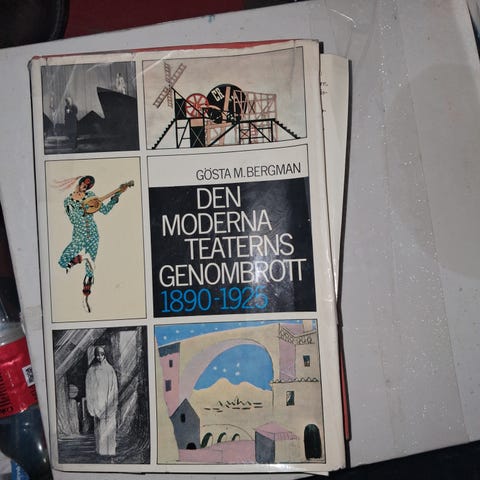 GÖSTA M. BERGMAN
DEN
MODERNA
TEATERNS
GENOMBROTT
1890-1925